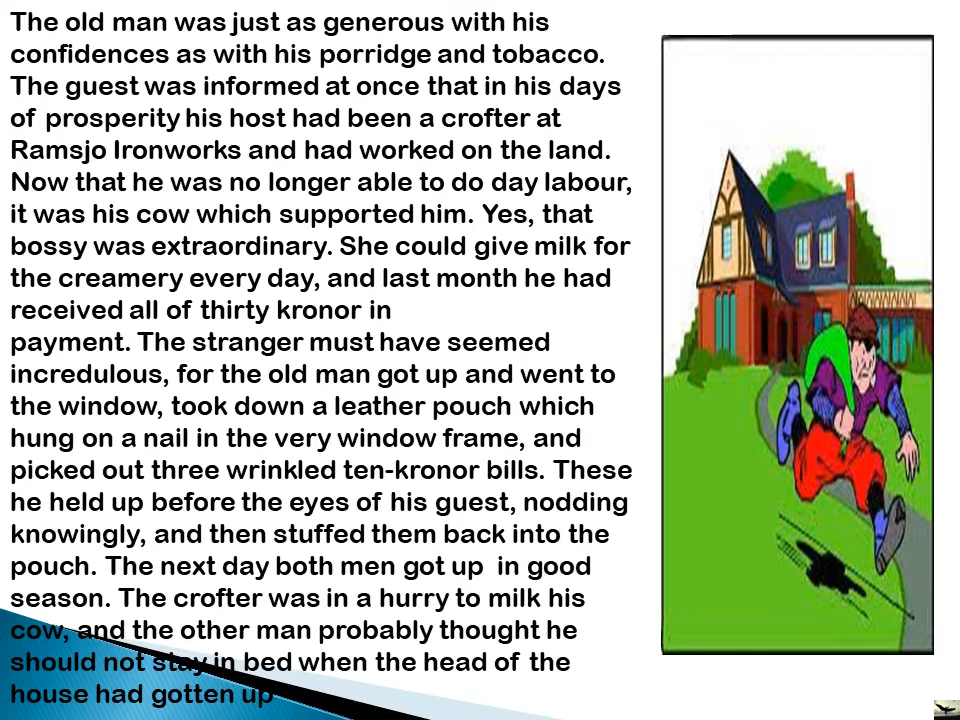 The old man was just as generous with his
confidences as with his porridge and tobacco.
The guest was informed at once that in his days
of prosperity his host had been a crofter at
Ramsjo Ironworks and had worked on the land.
Now that he was no longer able to do day labour,
it was his cow which supported him. Yes, that
bossy was extraordinary. She could give milk for
the creamery every day, and last month he had
received all of thirty kronor in
payment. The stranger must have seemed
incredulous, for the old man got up and went to
the window, took down a leather pouch which
hung on a nail in the very window frame, and
picked out three wrinkled ten-kronor bills. These
he held up before the eyes of his guest, nodding
knowingly, and then stuffed them back into the
pouch. The next day both men got up in good
season. The crofter was in a hurry to milk his
cow, and the other man probably thought he
should not stay in bed when the head of the
house had gotten up